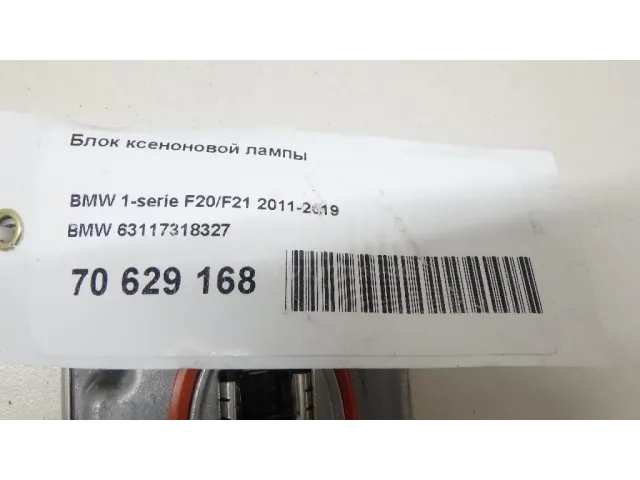 Блок ксеноновой лампы
BMW 1-serie F20/F21 2011-2019
BMW 63117318327
70 629 168